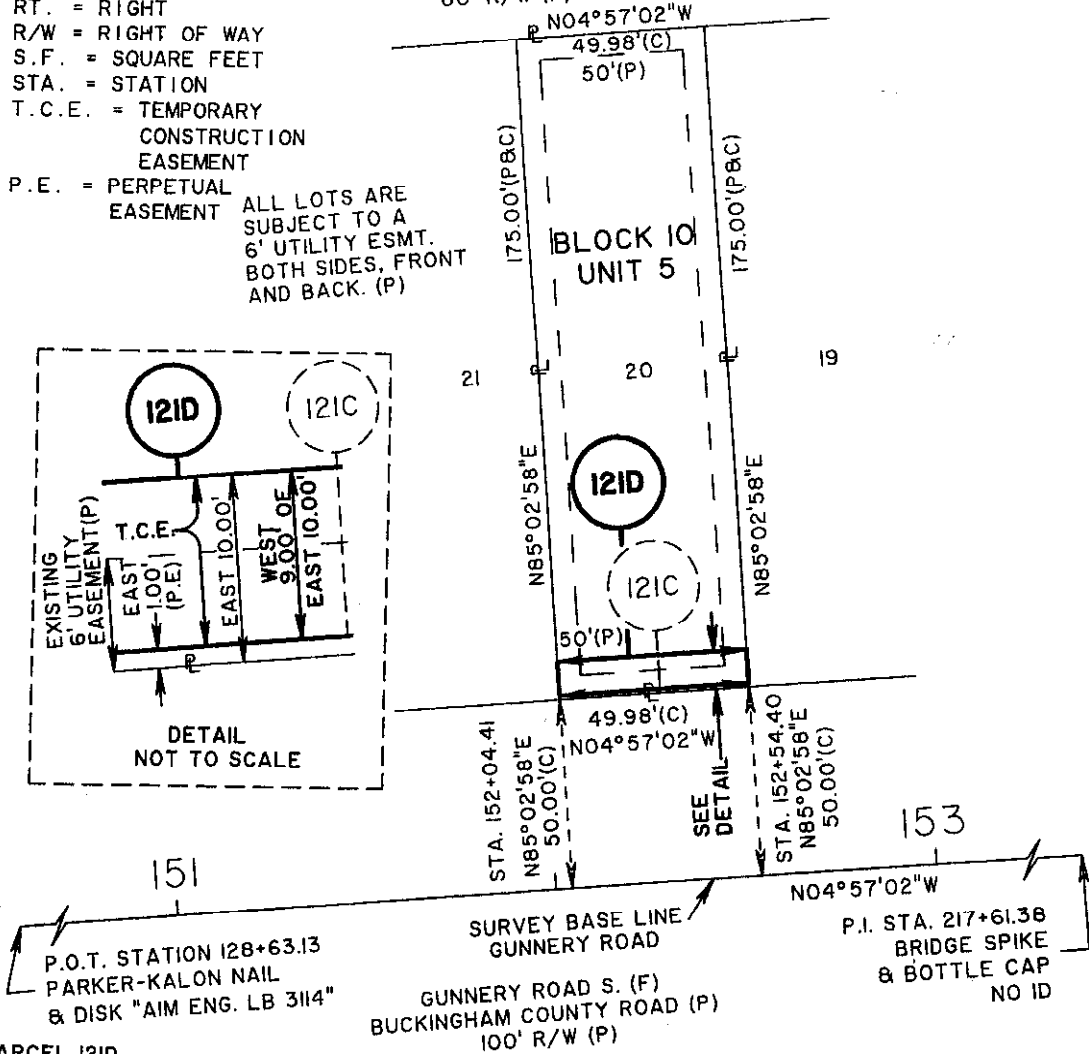 RT. = RIGHT
R/W = RIGHT OF WAY
S.F. = SQUARE FEET
STA. = STATION
T.C.E. = TEMPORARY
CONSTRUCTION
EASEMENT
P.E. = PERPETUAL
EASEMENT
ALL LOTS ARE
SUBJECT TO A
6' UTILITY ESMT.
BOTH SIDES, FRONT
AND BACK. (P)
N04°57'02"W
49.98'(C)
50'(P)
175.00'(P&C)
175.00'(P&C)
BLOCK 10
UNIT 5
21
20
19
N85°02'58"E
N85°02'58"E
121D
121C
50'(P)
49.98'(C)
N04°57'02"W
121D
121C
EXISTING
6' UTILITY
EASEMENT(P)
T.C.E.
EAST
1.00'
(P.E)
EAST 10.00'
WEST
9.00' OF
EAST 10.00'
DETAIL
NOT TO SCALE
STA. 152+04.41
N85°02'58"E
50.00'(C)
SEE
DETAIL
STA. 152+54.40
N85°02'58"E
50.00'(C)
151
153
N04°57'02"W
P.O.T. STATION 128+63.13
PARKER-KALON NAIL
& DISK "AIM ENG. LB 3114"
SURVEY BASE LINE
GUNNERY ROAD
GUNNERY ROAD S. (F)
BUCKINGHAM COUNTY ROAD (P)
100' R/W (P)
P.I. STA. 217+61.38
BRIDGE SPIKE
& BOTTLE CAP
NO ID